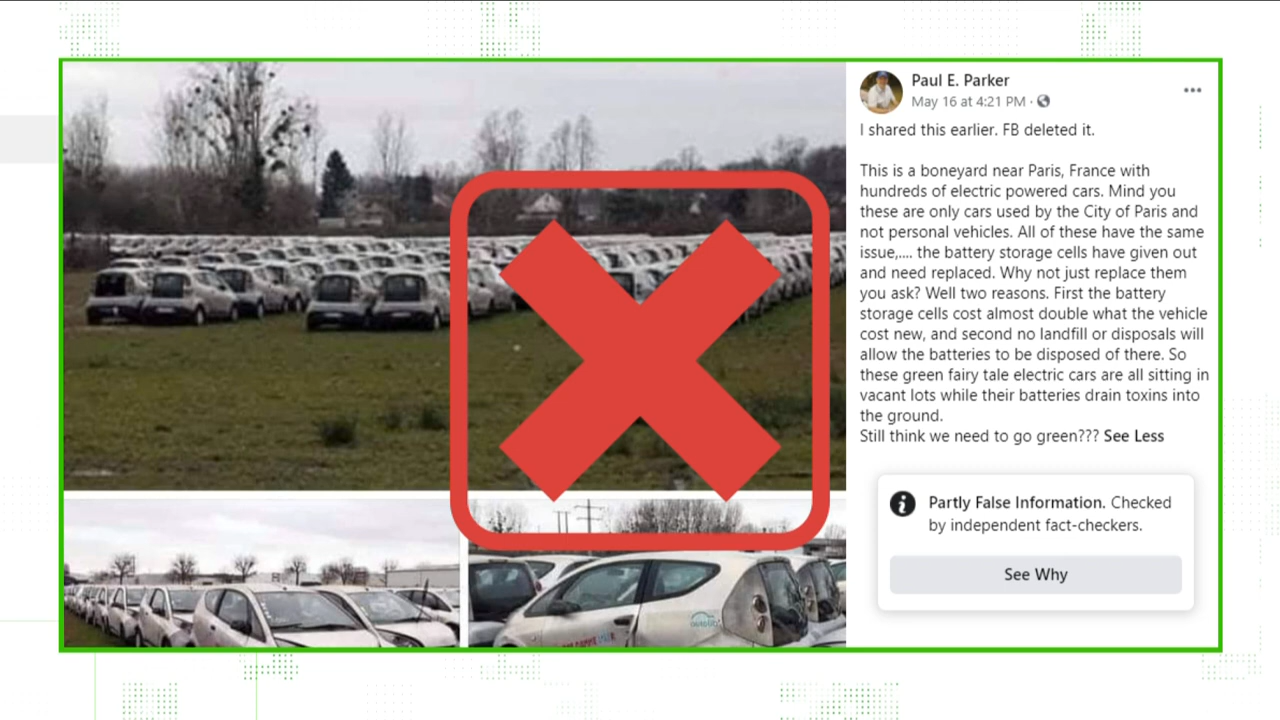 Paul E. Parker
May 16 at 4:21 PM ·
I shared this earlier. FB deleted it.
This is a boneyard near Paris, France with
hundreds of electric powered cars. Mind you
these are only cars used by the City of Paris and
not personal vehicles. All of these have the same
issue,.... the battery storage cells have given out
and need replaced. Why not just replace them
you ask? Well two reasons. First the battery
storage cells cost almost double what the vehicle
cost new, and second no landfill or disposals will
allow the batteries to be disposed of there. So
these green fairy tale electric cars are all sitting in
vacant lots while their batteries drain toxins into
the ground.
Still think we need to go green??? See Less
Partly False Information. Checked
by independent fact-checkers.
See Why
autolib'